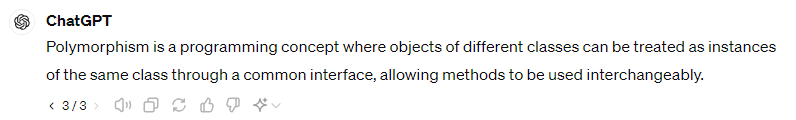 ChatGPT
Polymorphism is a programming concept where objects of different classes can be treated as instances
of the same class through a common interface, allowing methods to be used interchangeably.
< 3/3 >